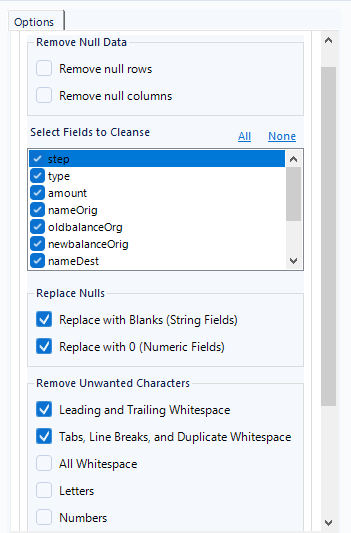 Options
Remove Null Data
Remove null rows
Remove null columns
Select Fields to Cleanse
All None
step
type
amount
nameOrig
oldbalanceOrg
newbalanceOrig
nameDest
Replace Nulls
Replace with Blanks (String Fields)
Replace with 0 (Numeric Fields)
Remove Unwanted Characters
Leading and Trailing Whitespace
Tabs, Line Breaks, and Duplicate Whitespace
All Whitespace
Letters
Numbers